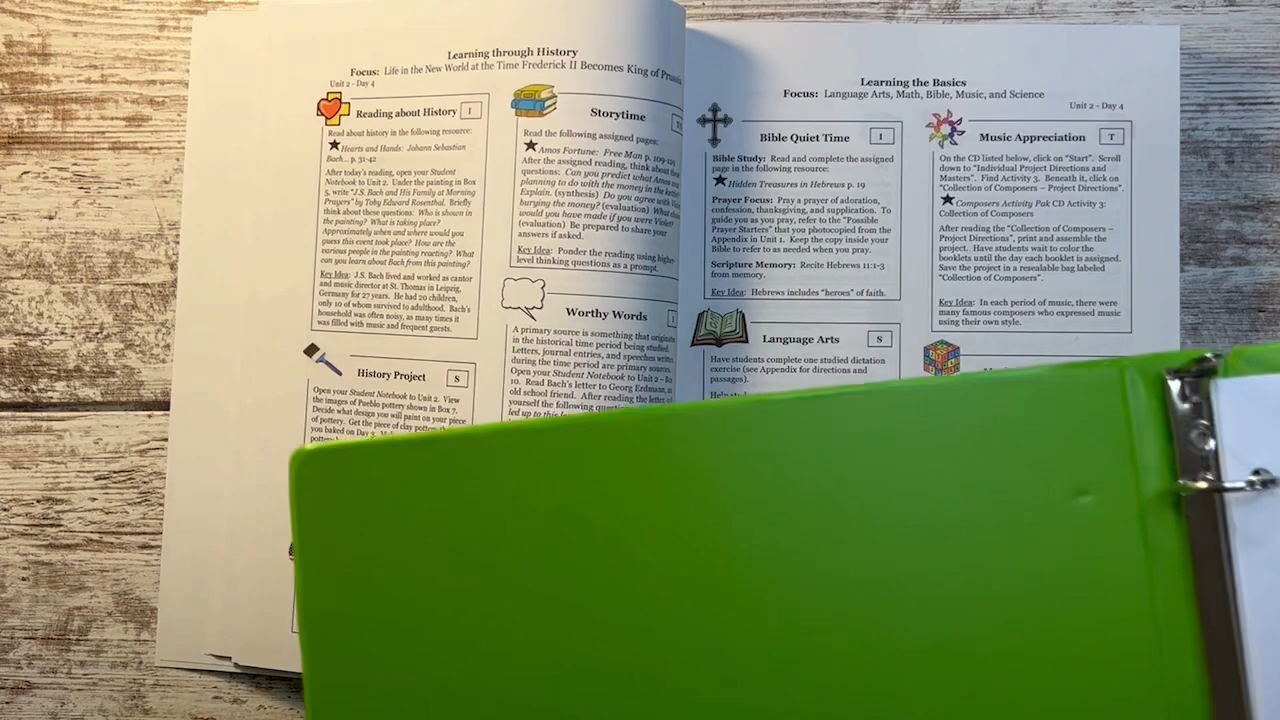 Learning through History
Focus: Life in the New World at the Time Frederick II Becomes King of Prussia
Unit 2 - Day 4
Reading about History
I
Read about history in the following resource:
Hearts and Hands: Johann Sebastian
Bach... p. 31-42
After today's reading, open your Student
Notebook to Unit 2. Under the painting in Box
5, write "J.S. Bach and His Family at Morning
Prayers" by Toby Edward Rosenthal. Briefly
think about these questions: Who is shown in
the painting? What is taking place?
Approximately when and where would you
guess this event took place? How are the
various people in the painting reacting? What
can you learn about Bach from this painting?
Key Idea: J.S. Bach lived and worked as cantor
and music director at St. Thomas in Leipzig,
Germany for 27 years. He had 20 children,
only 10 of whom survived to adulthood. Bach's
household was often noisy, as many times it
was filled with music and frequent guests.
History Project
S
Open your Student Notebook to Unit 2. View
the images of Pueblo pottery shown in Box 7.
Decide what design you will paint on your piece
of pottery. Get the piece of clay pottery that
you baked on Day 3.
Storytime
Read the following assigned pages:
Amos Fortune: Free Man p. 109-129
After the assigned reading, think about these
questions: Can you predict what Amos was
planning to do with the money in the kettle?
Explain. (synthesis) Do you agree with Violet
burying the money? (evaluation) What choice
would you have made if you were Violet?
(evaluation) Be prepared to share your
answers if asked.
Key Idea: Ponder the reading using higher-
level thinking questions as a prompt.
Worthy Words
I
A primary source is something that originates
in the historical time period being studied.
Letters, journal entries, and speeches written
during the time period are primary sources.
Open your Student Notebook to Unit 2 – Box
10. Read Bach's letter to Georg Erdmann, an
old school friend. After reading the letter, ask
yourself the following questions:
led up to this
Learning the Basics
Focus: Language Arts, Math, Bible, Music, and Science
Unit 2 - Day 4
Bible Quiet Time
I
Bible Study: Read and complete the assigned
page in the following resource:
Hidden Treasures in Hebrews p. 19
Prayer Focus: Pray a prayer of adoration,
confession, thanksgiving, and supplication. To
guide you as you pray, refer to the "Possible
Prayer Starters" that you photocopied from the
Appendix in Unit 1. Keep the copy inside your
Bible to refer to as needed when you pray.
Scripture Memory: Recite Hebrews 11:1-3
from memory.
Key Idea: Hebrews includes "heroes" of faith.
Language Arts
S
Have students complete one studied dictation
exercise (see Appendix for directions and
passages).
Music Appreciation
T
On the CD listed below, click on "Start". Scroll
down to "Individual Project Directions and
Masters". Find Activity 3. Beneath it, click on
"Collection of Composers – Project Directions".
Composers Activity Pak CD Activity 3:
Collection of Composers
After reading the "Collection of Composers –
Project Directions", print and assemble the
project. Have students wait to color the
booklets until the day each booklet is assigned.
Save the project in a resealable bag labeled
"Collection of Composers".
Key Idea: In each period of music, there were
many famous composers who expressed music
using their own style.